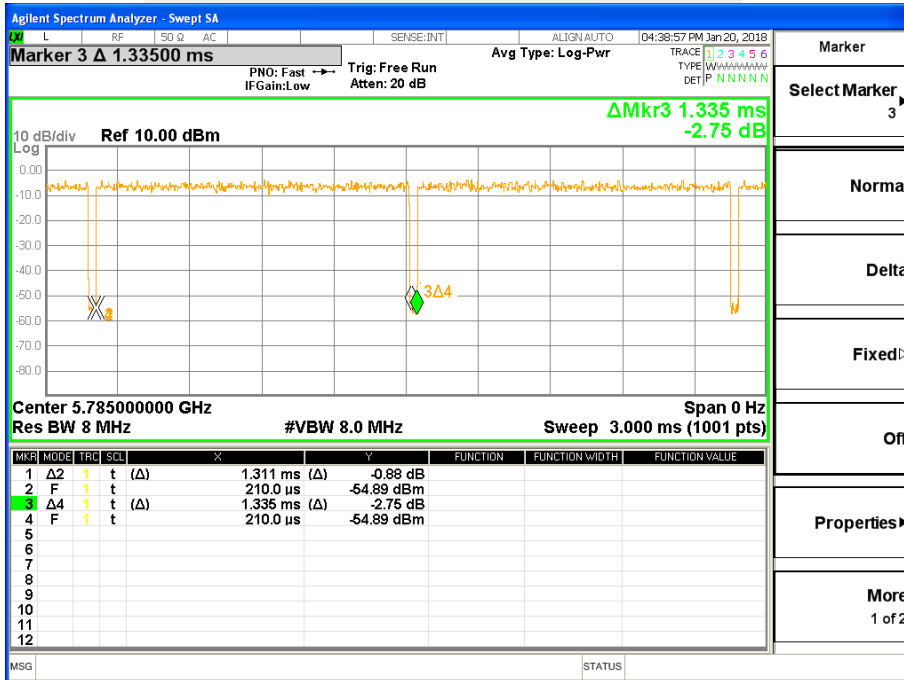 Agilent Spectrum Analyzer - Swept SA
LXI L RF 50 Ω AC SENSE:INT ALIGN AUTO 04:38:57 PM Jan 20, 2018
Marker 3 Δ 1.33500 ms
PNO: Fast
IFGain:Low
Trig: Free Run
Atten: 20 dB
Avg Type: Log-Pwr
TRACE 1 2 3 4 5 6
TYPE WWWWWW
DET P N N N N N
ΔMkr3 1.335 ms
-2.75 dB
10 dB/div Ref 10.00 dBm
Log
0.00
-10.0
-20.0
-30.0
-40.0
-50.0
-60.0
-70.0
-80.0
3Δ4
Center 5.785000000 GHz Span 0 Hz
Res BW 8 MHz #VBW 8.0 MHz Sweep 3.000 ms (1001 pts)
MKR MODE TRC SCL X Y FUNCTION FUNCTION WIDTH FUNCTION VALUE
1 Δ2 1 t (Δ) 1.311 ms (Δ) -0.88 dB
2 F 1 t 210.0 µs -54.89 dBm
3 Δ4 1 t (Δ) 1.335 ms (Δ) -2.75 dB
4 F 1 t 210.0 µs -54.89 dBm
5
6
7
8
9
10
11
12
MSG STATUS
Marker
Select Marker
3
Norma
Delta
Fixed
Off
Properties
More
1 of 2